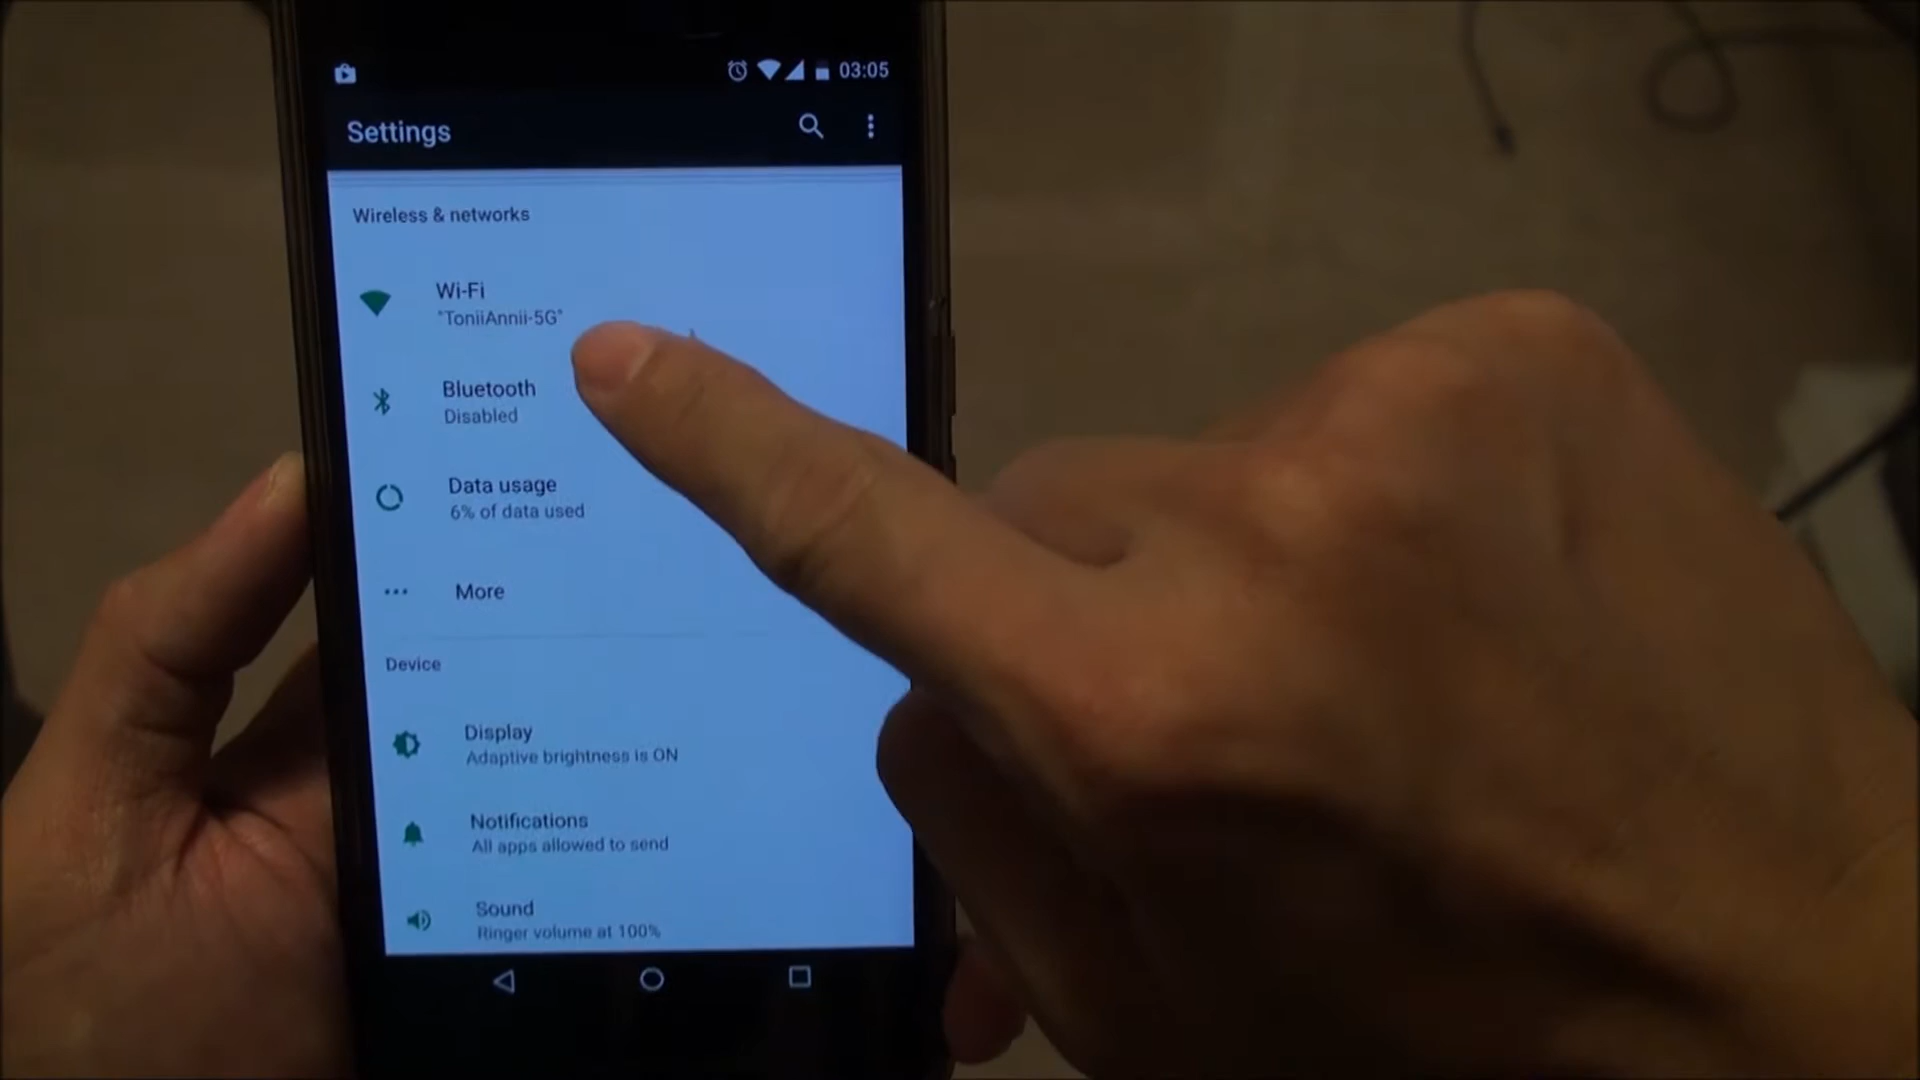 03:05
Settings
Wireless & networks
Wi-Fi
"ToniiAnnii-5G"
Bluetooth
Disabled
Data usage
6% of data used
More
Device
Display
Adaptive brightness is ON
Notifications
All apps allowed to send
Sound
Ringer volume at 100%